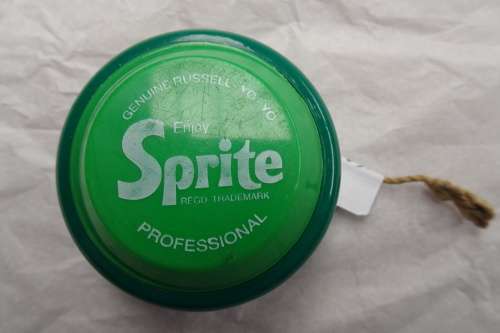 GENUINE RUSSELL YO-YO
Enjoy
Sprite
REGD TRADEMARK
PROFESSIONAL